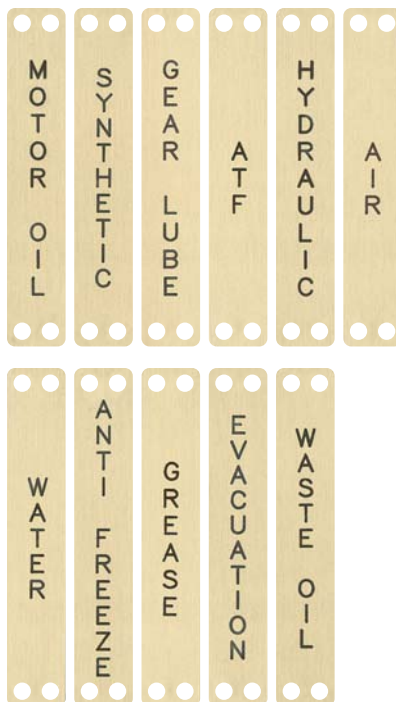 MOTOR OIL
SYNTHETIC
GEAR LUBE
ATF
HYDRAULIC
AIR
WATER
ANTI FREEZE
GREASE
EVACUATION
WASTE OIL